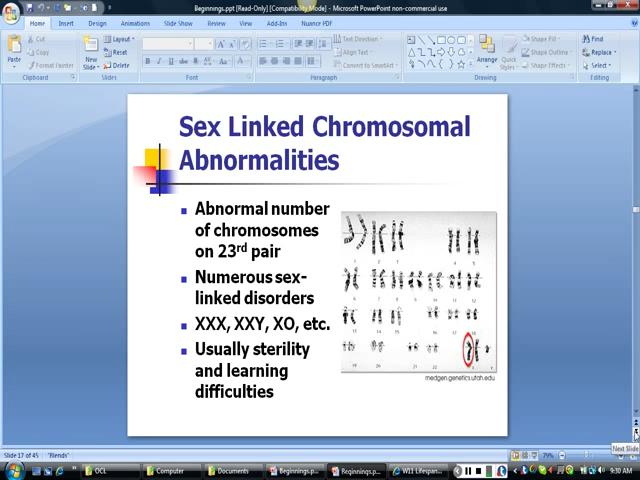 Beginnings.ppt [Read-Only] [Compatibility Mode] - Microsoft PowerPoint non-commercial use
Home Insert Design Animations Slide Show Review View Add-Ins Nuance PDF
Cut
Copy
Format Painter
Paste
Clipboard
New Slide
Layout
Reset
Delete
Slides
Font
Text Direction
Align Text
Convert to SmartArt
Paragraph
Arrange
Quick Styles
Shape Fill
Shape Outline
Shape Effects
Drawing
Find
Replace
Select
Editing
Sex Linked Chromosomal
Abnormalities
Abnormal number
of chromosomes
on 23rd pair
Numerous sex-
linked disorders
XXX, XXY, XO, etc.
Usually sterility
and learning
difficulties
medgen.genetics.utah.edu
Next Slide
Slide 17 of 45 "Blends" 79%
OCL Computer Documents Beginnings.p... Beginnings.p... W11 Lifespan... 9:30 AM